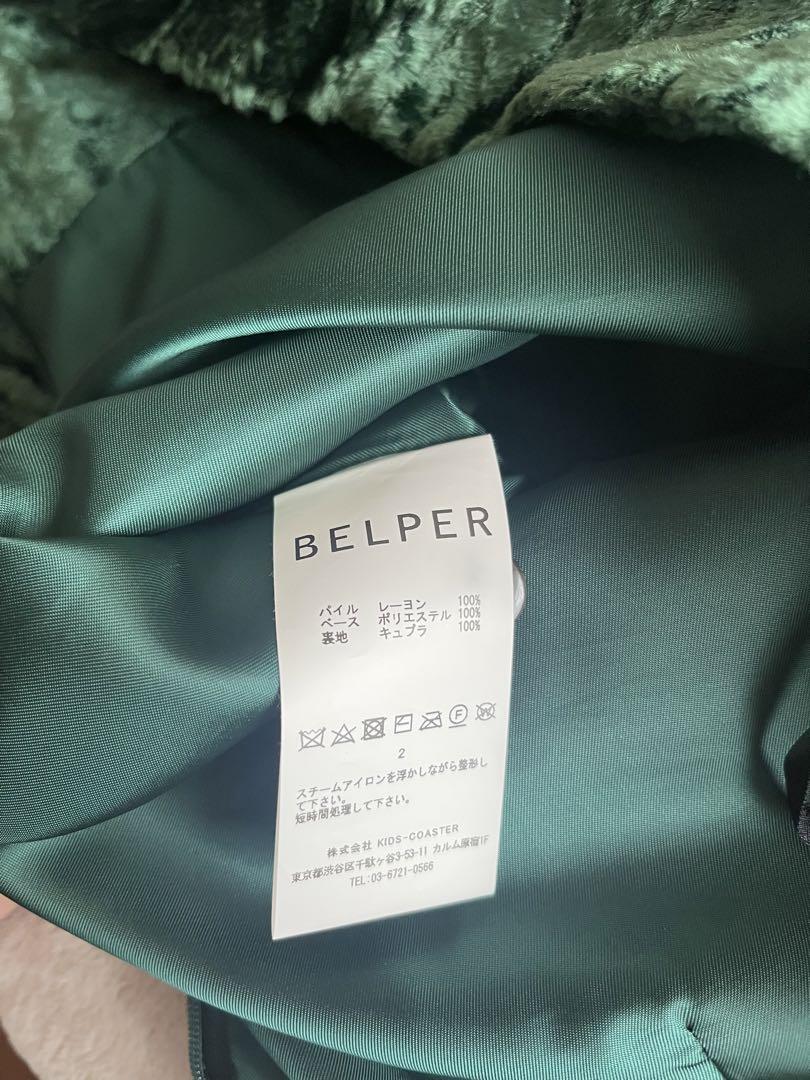 BELPER
パイル レーヨン 100%
ベース ポリエステル 100%
裏地 キュプラ 100%
F W
2
スチームアイロンを浮かしながら整形し
て下さい。
短時間処理して下さい。
株式会社 KIDS-COASTER
東京都渋谷区千駄ヶ谷3-53-11 カルム原宿1F
TEL:03-6721-0566